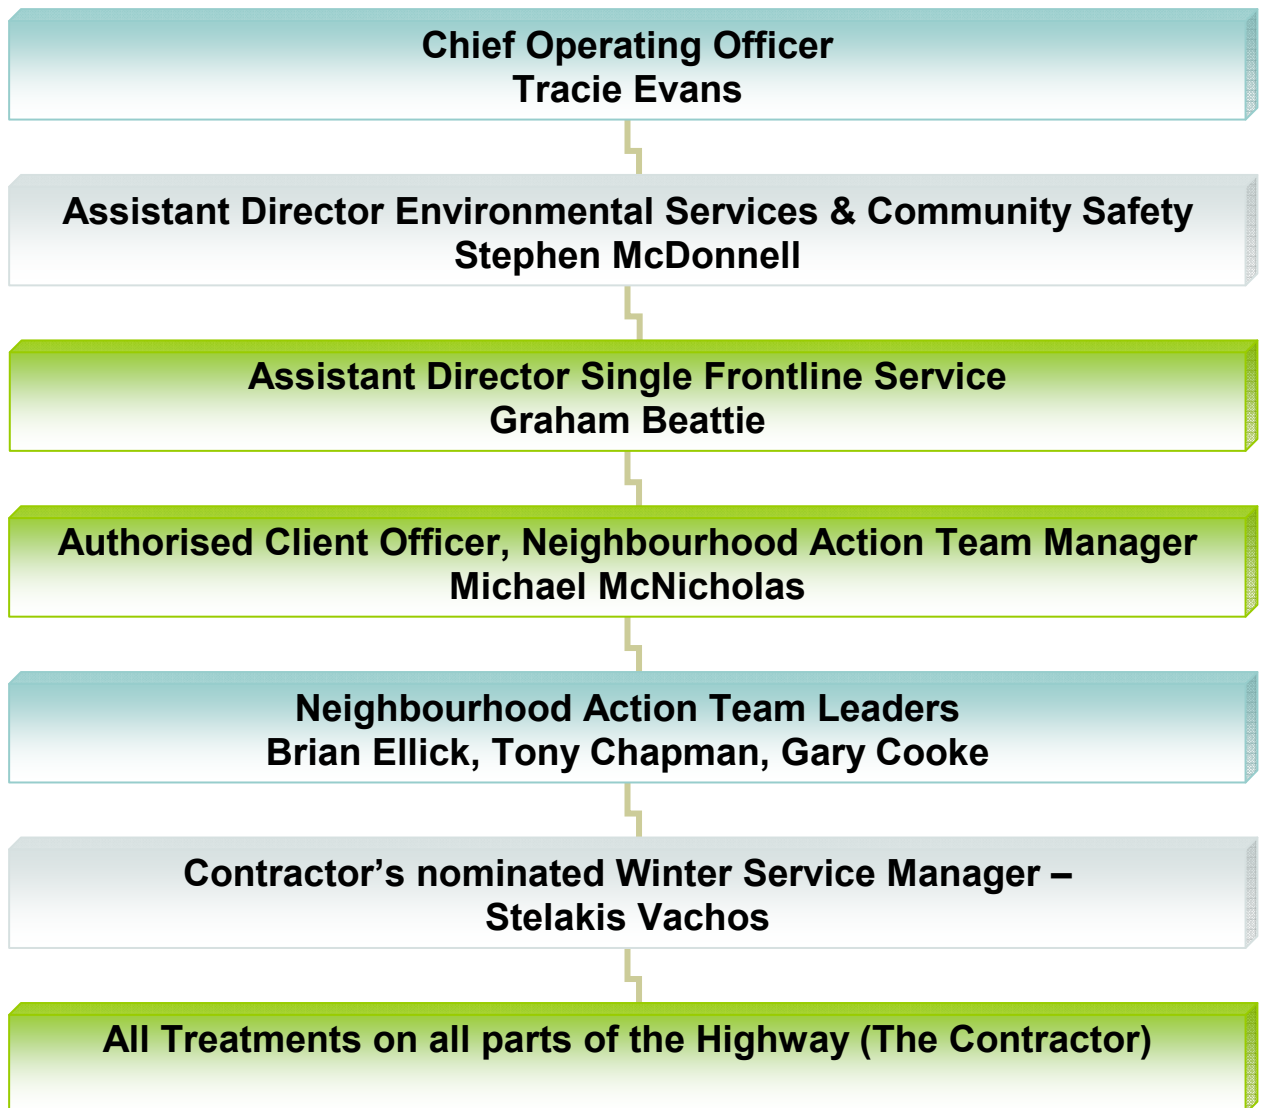 Chief Operating Officer
Tracie Evans
Assistant Director Environmental Services & Community Safety
Stephen McDonnell
Assistant Director Single Frontline Service
Graham Beattie
Authorised Client Officer, Neighbourhood Action Team Manager
Michael McNicholas
Neighbourhood Action Team Leaders
Brian Ellick, Tony Chapman, Gary Cooke
Contractor’s nominated Winter Service Manager –
Stelakis Vachos
All Treatments on all parts of the Highway (The Contractor)